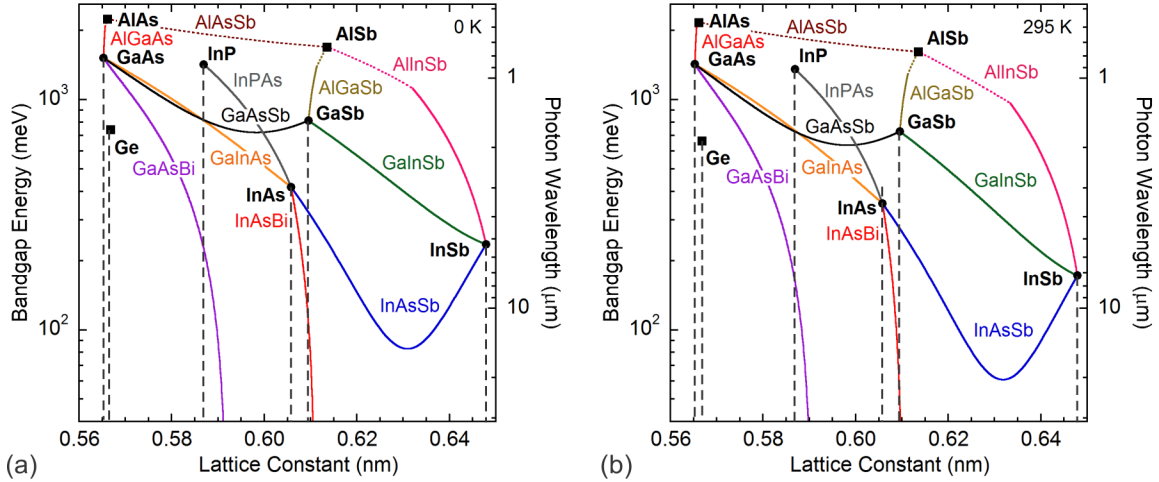 0 K
AlAs
AlAsSb
AlSb
AlGaAs
GaAs
InP
InPAs
AlInSb
AlGaSb
GaAsSb
GaSb
Ge
GaAsBi
GaInAs
GaInSb
InAs
InAsBi
InSb
InAsSb
Bandgap Energy (meV)
10³
10²
Photon Wavelength (μm)
1
10
0.56 0.58 0.60 0.62 0.64
Lattice Constant (nm)
(a)
295 K
AlAs
AlAsSb
AlSb
AlGaAs
GaAs
InP
InPAs
AlInSb
AlGaSb
GaAsSb
GaSb
Ge
GaAsBi
GaInAs
GaInSb
InAs
InAsBi
InSb
InAsSb
Bandgap Energy (meV)
10³
10²
Photon Wavelength (μm)
1
10
0.56 0.58 0.60 0.62 0.64
Lattice Constant (nm)
(b)